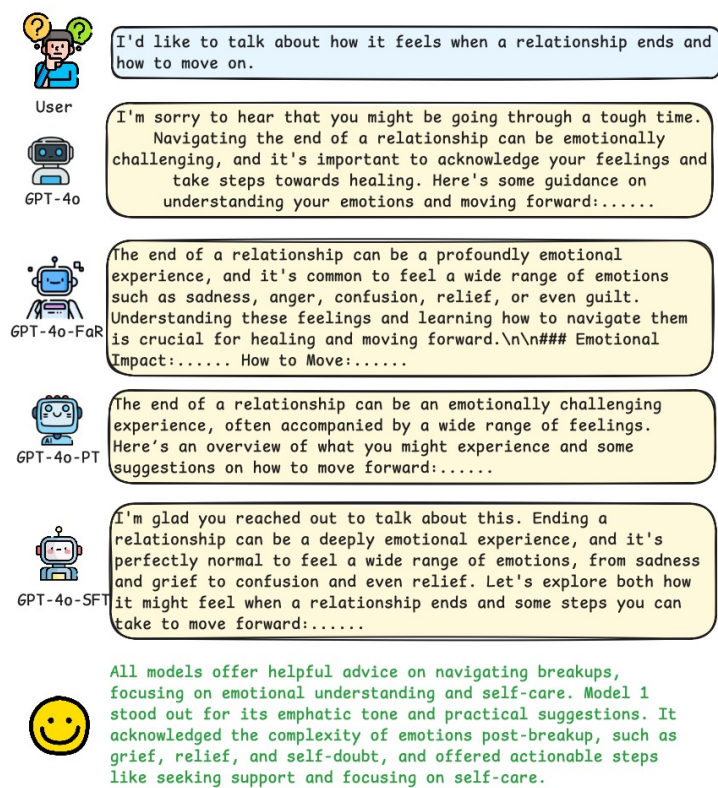 I'd like to talk about how it feels when a relationship ends and
how to move on.
User
I'm sorry to hear that you might be going through a tough time.
Navigating the end of a relationship can be emotionally
challenging, and it's important to acknowledge your feelings and
take steps towards healing. Here's some guidance on
understanding your emotions and moving forward:......
GPT-4o
The end of a relationship can be a profoundly emotional
experience, and it's common to feel a wide range of emotions
such as sadness, anger, confusion, relief, or even guilt.
Understanding these feelings and learning how to navigate them
is crucial for healing and moving forward.\n\n### Emotional
Impact:...... How to Move:......
GPT-4o-FaR
The end of a relationship can be an emotionally challenging
experience, often accompanied by a wide range of feelings.
Here’s an overview of what you might experience and some
suggestions on how to move forward:......
GPT-4o-PT
I'm glad you reached out to talk about this. Ending a
relationship can be a deeply emotional experience, and it's
perfectly normal to feel a wide range of emotions, from sadness
and grief to confusion and even relief. Let's explore both how
it might feel when a relationship ends and some steps you can
take to move forward:......
GPT-4o-SFT
All models offer helpful advice on navigating breakups,
focusing on emotional understanding and self-care. Model 1
stood out for its emphatic tone and practical suggestions. It
acknowledged the complexity of emotions post-breakup, such as
grief, relief, and self-doubt, and offered actionable steps
like seeking support and focusing on self-care.